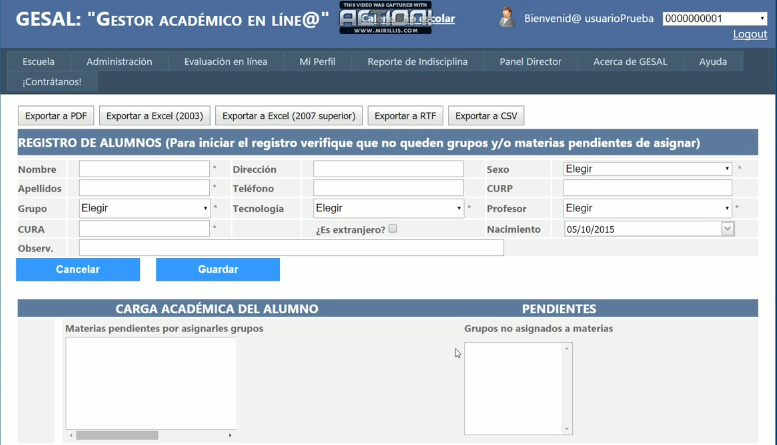 THIS VIDEO WAS CAPTURED WITH
ACTION!
WWW.MIRILLIS.COM
GESAL: "GESTOR ACADÉMICO EN LÍNE@"
escolar
Bienvenid@ usuarioPrueba
0000000001
Logout
Escuela Administración Evaluación en línea Mi Perfil Reporte de Indisciplina Panel Director Acerca de GESAL Ayuda
¡Contrátanos!
Exportar a PDF Exportar a Excel (2003) Exportar a Excel (2007 superior) Exportar a RTF Exportar a CSV
REGISTRO DE ALUMNOS (Para iniciar el registro verifique que no queden grupos y/o materias pendientes de asignar)
Nombre * Dirección Sexo Elegir *
Apellidos * Teléfono CURP
Grupo Elegir * Tecnología Elegir * Profesor Elegir *
CURA * ¿Es extranjero? Nacimiento 05/10/2015
Observ.
Cancelar Guardar
CARGA ACADÉMICA DEL ALUMNO PENDIENTES
Materias pendientes por asignarles grupos Grupos no asignados a materias